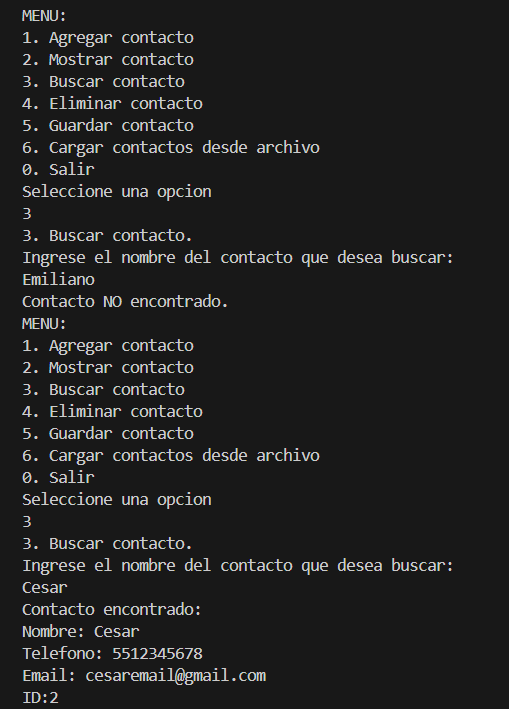 MENU:
1. Agregar contacto
2. Mostrar contacto
3. Buscar contacto
4. Eliminar contacto
5. Guardar contacto
6. Cargar contactos desde archivo
0. Salir
Seleccione una opcion
3
3. Buscar contacto.
Ingrese el nombre del contacto que desea buscar:
Emiliano
Contacto NO encontrado.
MENU:
1. Agregar contacto
2. Mostrar contacto
3. Buscar contacto
4. Eliminar contacto
5. Guardar contacto
6. Cargar contactos desde archivo
0. Salir
Seleccione una opcion
3
3. Buscar contacto.
Ingrese el nombre del contacto que desea buscar:
Cesar
Contacto encontrado:
Nombre: Cesar
Telefono: 5512345678
Email: cesaremail@gmail.com
ID:2